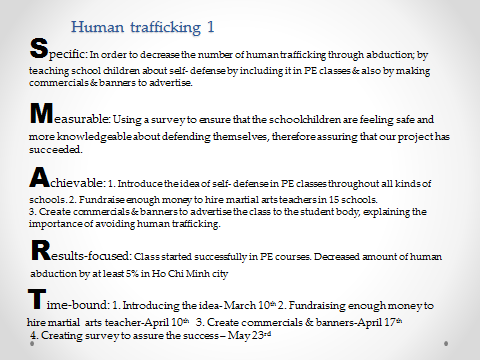 Human trafficking 1
Specific: In order to decrease the number of human trafficking through abduction; by
teaching school children about self- defense by including it in PE classes & also by making
commercials & banners to advertise.
Measurable: Using a survey to ensure that the schoolchildren are feeling safe and
more knowledgeable about defending themselves, therefore assuring that our project has
succeeded.
Achievable: 1. Introduce the idea of self- defense in PE classes throughout all kinds of
schools. 2. Fundraise enough money to hire martial arts teachers in 15 schools.
3. Create commercials & banners to advertise the class to the student body, explaining the
importance of avoiding human trafficking.
Results-focused: Class started successfully in PE courses. Decreased amount of human
abduction by at least 5% in Ho Chi Minh city
Time-bound: 1. Introducing the idea- March 10th 2. Fundraising enough money to
hire martial arts teacher-April 10th 3. Create commercials & banners-April 17th
4. Creating survey to assure the success – May 23rd